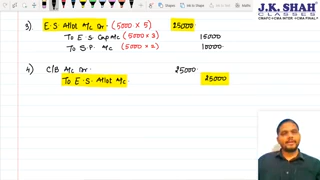 J.K. SHAH
CLASSES
3) E.S. Allot A/c Dr. (5000 × 5) 25000
To E.S. Cap A/c (5000 × 3) 15000
To S.P. A/c (5000 × 2) 10000
4) C/B A/c Dr. 25000
To E.S. Allot A/c 25000